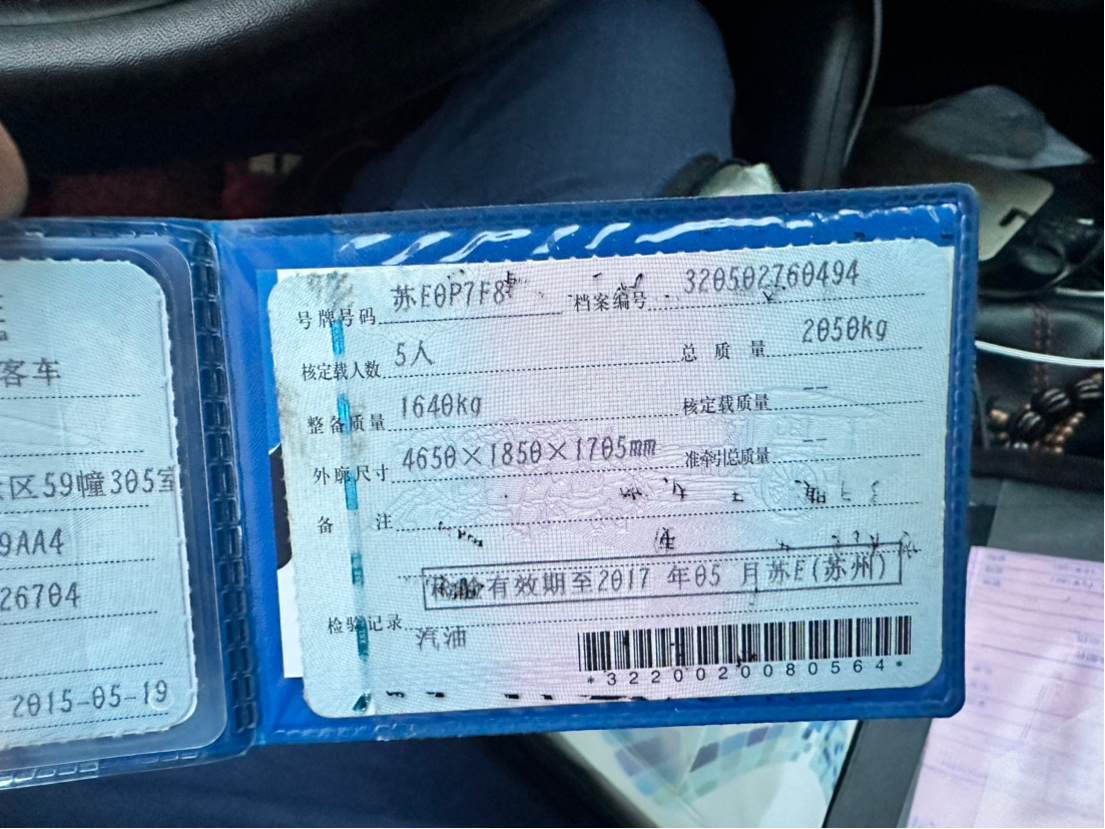 客车
区59幢305室
9AA4
26704
2015-05-19
号牌号码 苏E0P7F8 档案编号 320502760494
核定载人数 5人 总质量 2050kg
整备质量 1640kg 核定载质量 --
外廓尺寸 4650×1850×1705mm 准牵引总质量 --
备注
检验有效期至2017年05月苏E(苏州)
检验记录 汽油
*3220020080564*